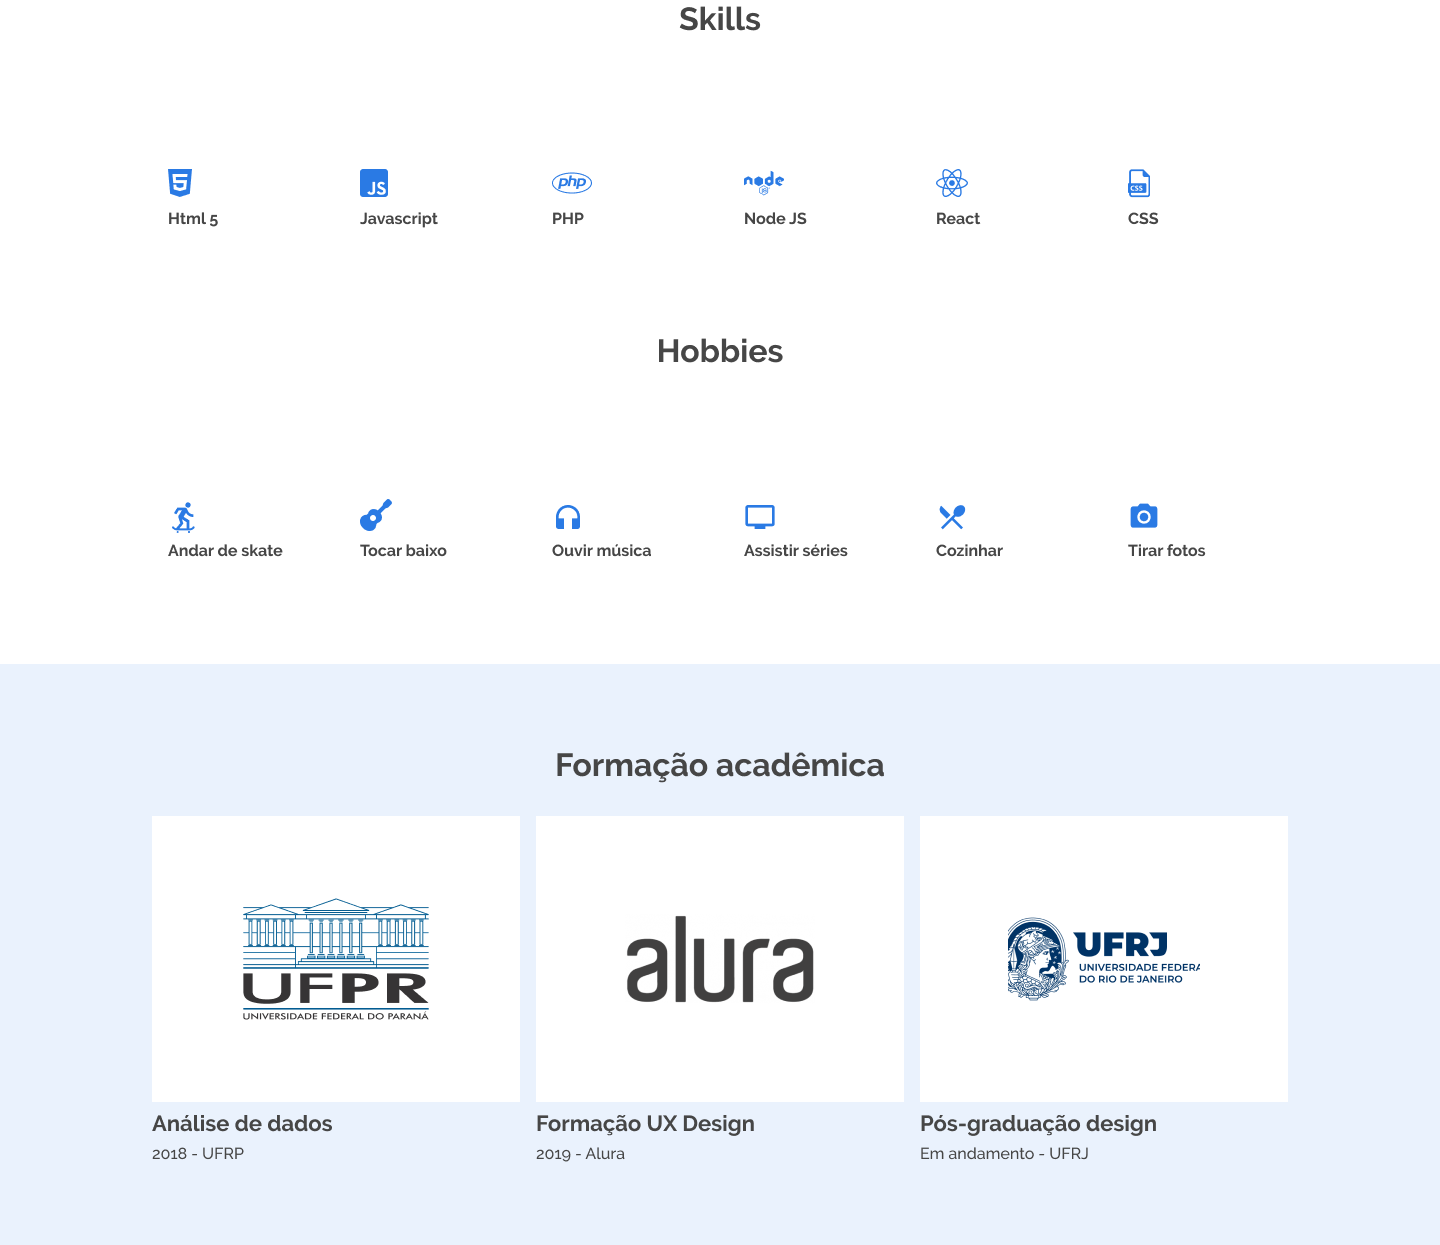 Skills
JS
php
node
JS
CSS
Html 5
Javascript
PHP
Node JS
React
CSS
Hobbies
Andar de skate
Tocar baixo
Ouvir música
Assistir séries
Cozinhar
Tirar fotos
Formação acadêmica
UFPR
UNIVERSIDADE FEDERAL DO PARANÁ
alura
UFRJ
UNIVERSIDADE FEDERA
DO RIO DE JANEIRO
Análise de dados
2018 - UFRP
Formação UX Design
2019 - Alura
Pós-graduação design
Em andamento - UFRJ